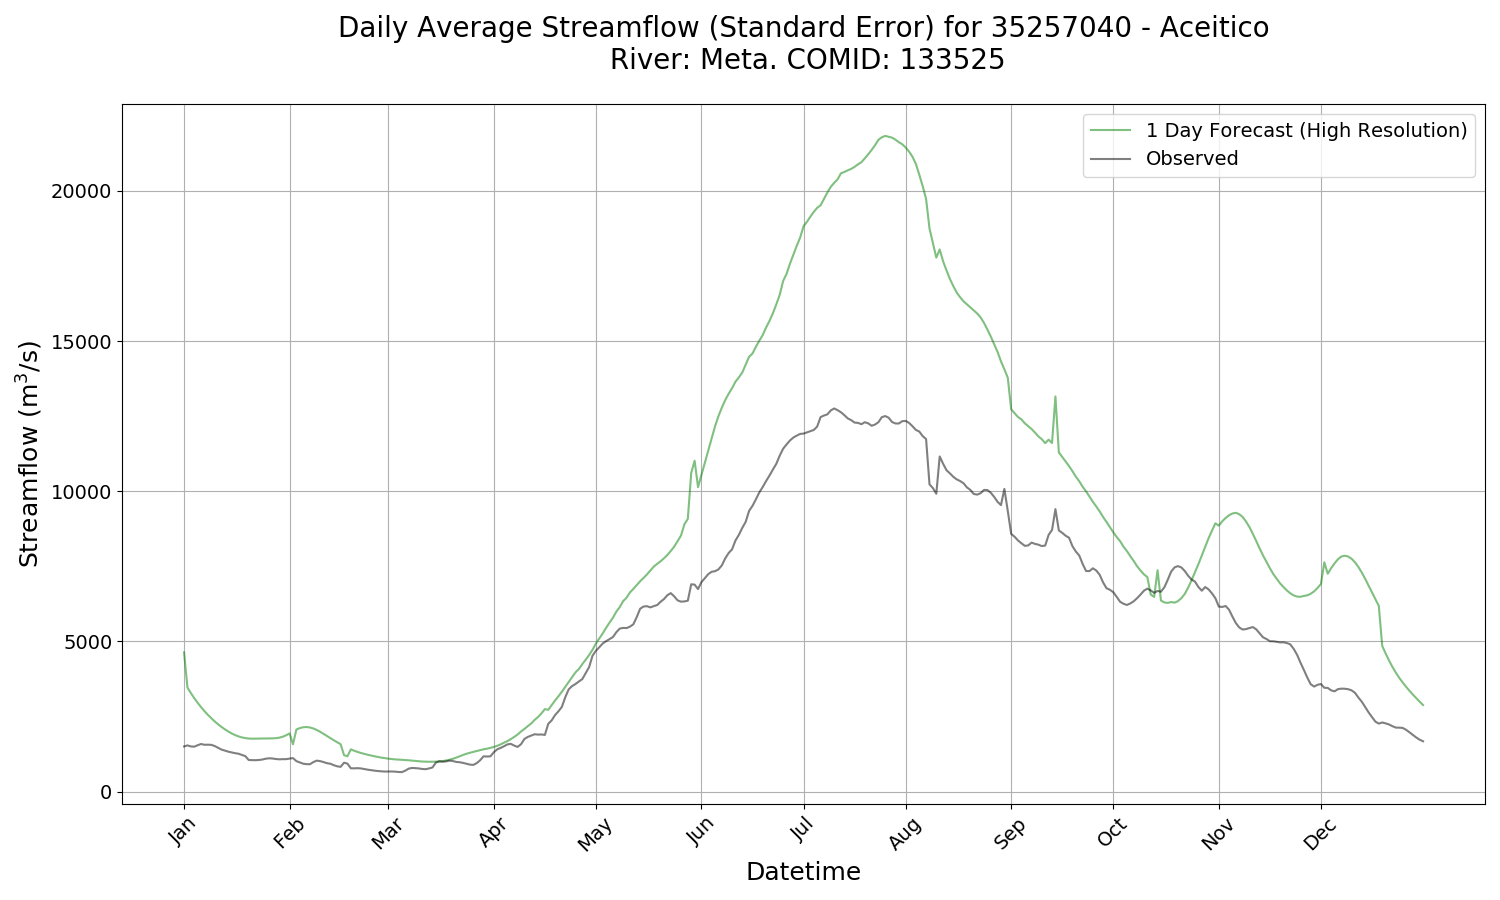 Daily Average Streamflow (Standard Error) for 35257040 - Aceitico
River: Meta. COMID: 133525
1 Day Forecast (High Resolution)
Observed
Streamflow (m³/s)
20000
15000
10000
5000
0
Jan
Feb
Mar
Apr
May
Jun
Jul
Aug
Sep
Oct
Nov
Dec
Datetime